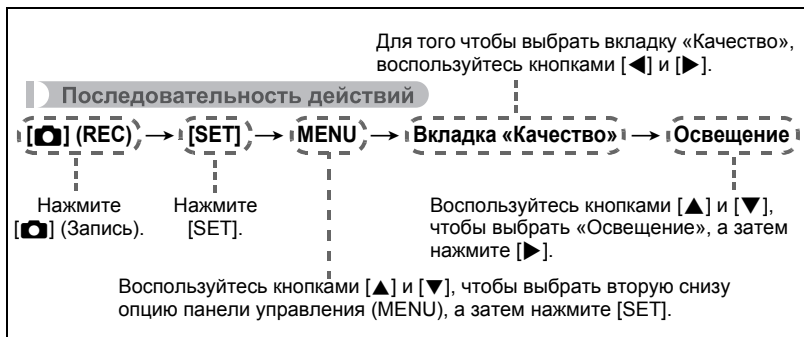 Для того чтобы выбрать вкладку «Качество»,
воспользуйтесь кнопками [◀] и [▶].
Последовательность действий
[📷] (REC) → [SET] → MENU → Вкладка «Качество» → Освещение
Нажмите
[📷] (Запись).
Нажмите
[SET].
Воспользуйтесь кнопками [▲] и [▼],
чтобы выбрать «Освещение», а затем
нажмите [▶].
Воспользуйтесь кнопками [▲] и [▼], чтобы выбрать вторую снизу
опцию панели управления (MENU), а затем нажмите [SET].